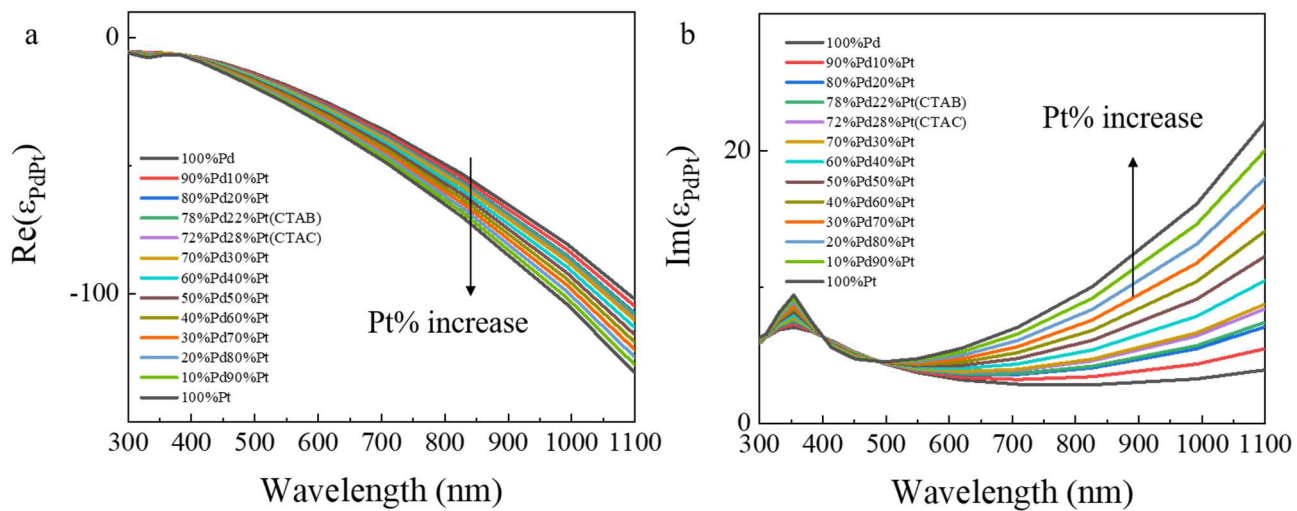 a
0
-100
Re(εPdPt)
100%Pd
90%Pd10%Pt
80%Pd20%Pt
78%Pd22%Pt(CTAB)
72%Pd28%Pt(CTAC)
70%Pd30%Pt
60%Pd40%Pt
50%Pd50%Pt
40%Pd60%Pt
30%Pd70%Pt
20%Pd80%Pt
10%Pd90%Pt
100%Pt
Pt% increase
300 400 500 600 700 800 900 1000 1100
Wavelength (nm)
b
20
0
Im(εPdPt)
100%Pd
90%Pd10%Pt
80%Pd20%Pt
78%Pd22%Pt(CTAB)
72%Pd28%Pt(CTAC)
70%Pd30%Pt
60%Pd40%Pt
50%Pd50%Pt
40%Pd60%Pt
30%Pd70%Pt
20%Pd80%Pt
10%Pd90%Pt
100%Pt
Pt% increase
300 400 500 600 700 800 900 1000 1100
Wavelength (nm)